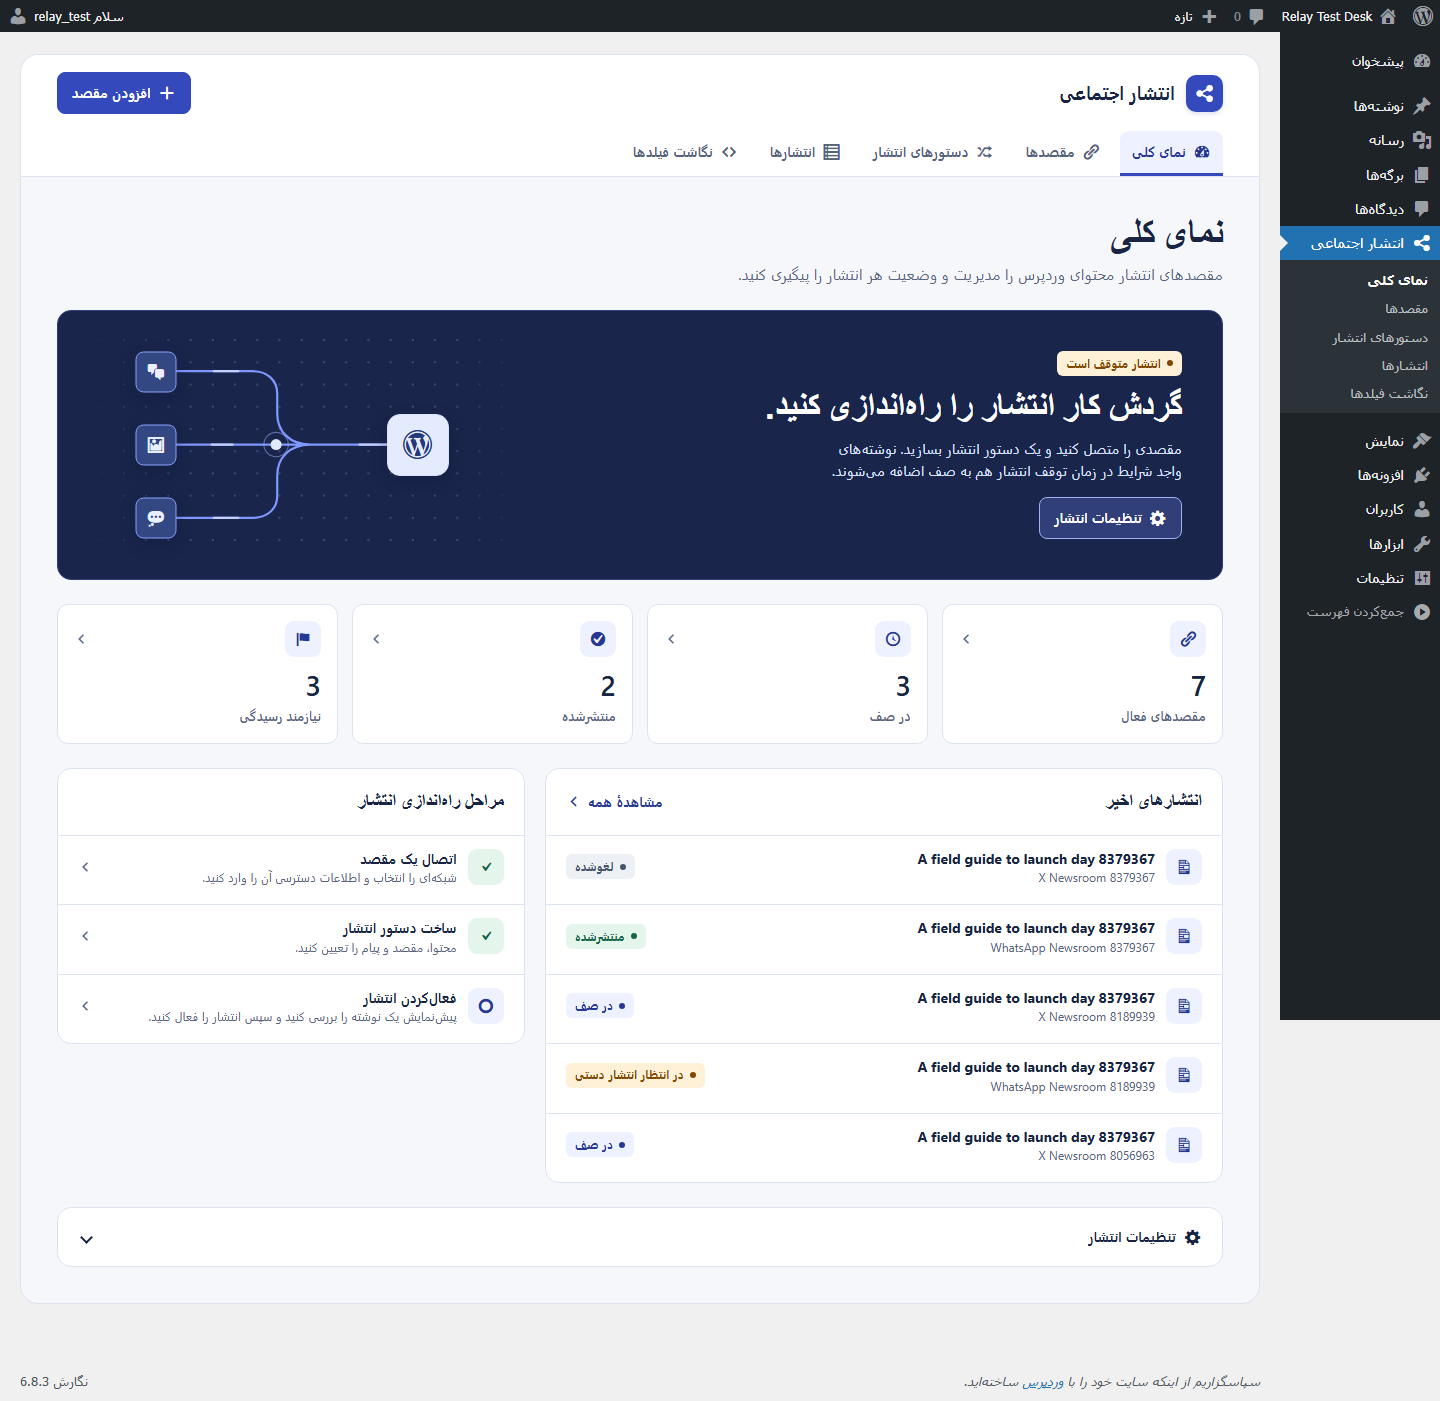 Relay Test Desk
0
تازه
سلام relay_test
پیشخوان
نوشته‌ها
رسانه
برگه‌ها
دیدگاه‌ها
انتشار اجتماعی
نمای کلی
مقصدها
دستورهای انتشار
انتشارها
نگاشت فیلدها
نمایش
افزونه‌ها
کاربران
ابزارها
تنظیمات
جمع‌کردن فهرست
انتشار اجتماعی
افزودن مقصد
نمای کلی
مقصدها
دستورهای انتشار
انتشارها
نگاشت فیلدها
نمای کلی
مقصدهای انتشار محتوای وردپرس را مدیریت و وضعیت هر انتشار را پیگیری کنید.
انتشار متوقف است
گردش کار انتشار را راه‌اندازی کنید.
مقصدی را متصل کنید و یک دستور انتشار بسازید. نوشته‌های
واجد شرایط در زمان توقف انتشار هم به صف اضافه می‌شوند.
تنظیمات انتشار
7
مقصدهای فعال
3
در صف
2
منتشرشده
3
نیازمند رسیدگی
انتشارهای اخیر
مشاهدهٔ همه
A field guide to launch day 8379367
X Newsroom 8379367
لغوشده
A field guide to launch day 8379367
WhatsApp Newsroom 8379367
منتشرشده
A field guide to launch day 8379367
X Newsroom 8189939
در صف
A field guide to launch day 8379367
WhatsApp Newsroom 8189939
در انتظار انتشار دستی
A field guide to launch day 8379367
X Newsroom 8056963
در صف
مراحل راه‌اندازی انتشار
اتصال یک مقصد
شبکه‌ای را انتخاب و اطلاعات دسترسی آن را وارد کنید.
ساخت دستور انتشار
محتوا، مقصد و پیام را تعیین کنید.
فعال‌کردن انتشار
پیش‌نمایش یک نوشته را بررسی کنید و سپس انتشار را فعال کنید.
تنظیمات انتشار
سپاسگزاریم از اینکه سایت خود را با وردپرس ساخته‌اید.
نگارش 6.8.3